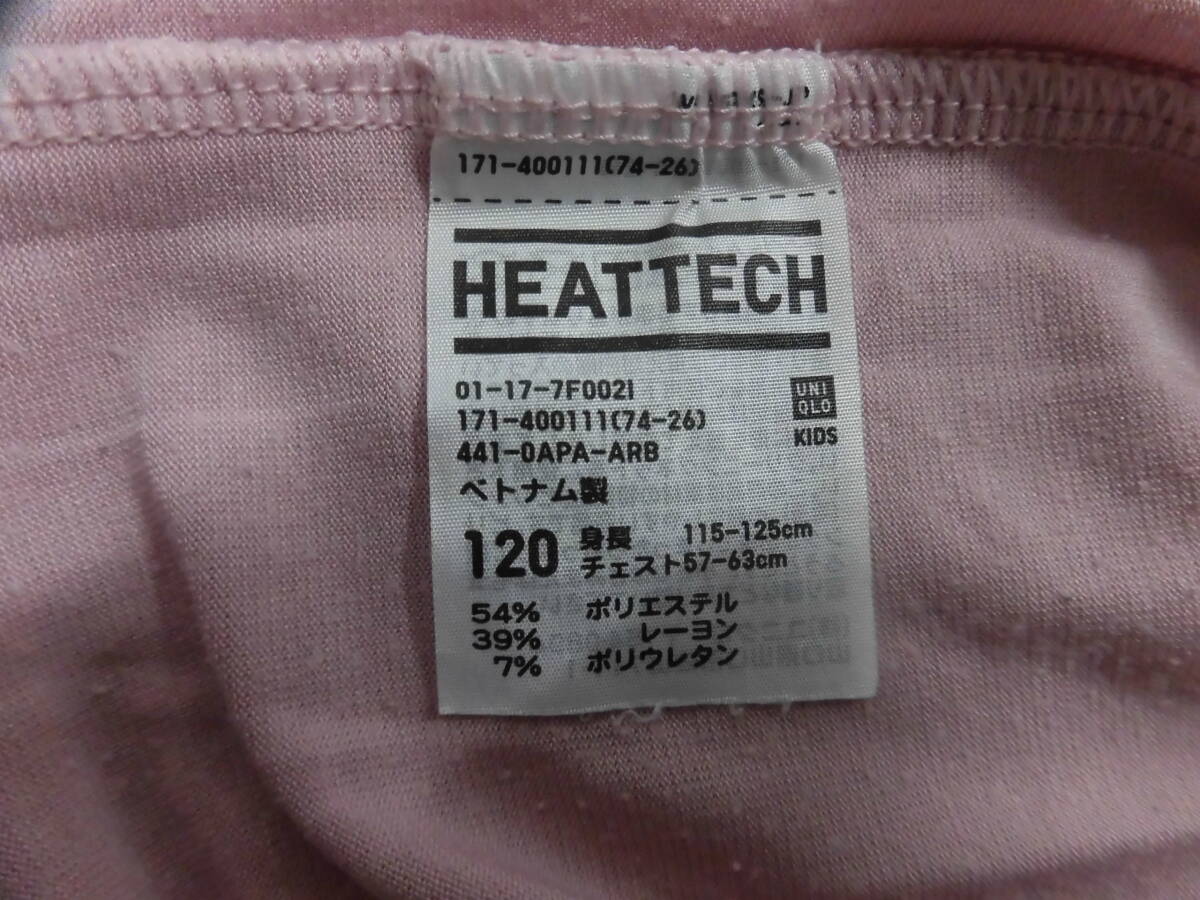 171-400111(74-26)
HEATTECH
01-17-7F002I
171-400111(74-26)
441-0APA-ARB
UNI
QLO
KIDS
ベトナム製
120 身長 115-125cm
チェスト57-63cm
54% ポリエステル
39% レーヨン
7% ポリウレタン